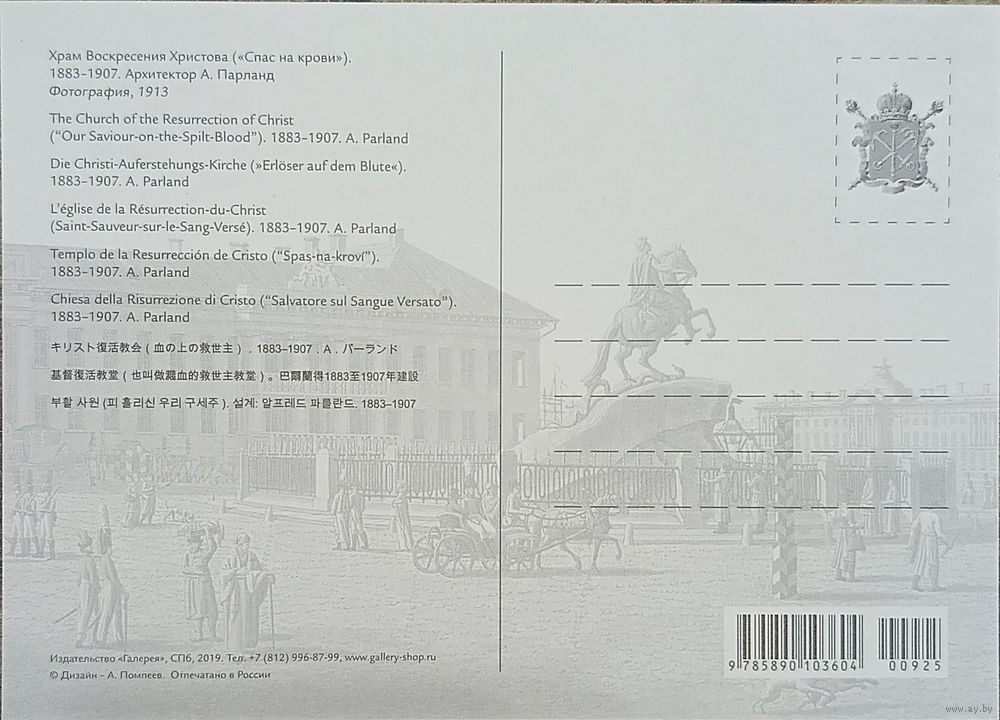 Храм Воскресения Христова («Спас на крови»).
1883–1907. Архитектор А. Парланд
Фотография, 1913
The Church of the Resurrection of Christ
(“Our Saviour-on-the-Spilt-Blood”). 1883–1907. A. Parland
Die Christi-Auferstehungs-Kirche (»Erlöser auf dem Blute«).
1883–1907. A. Parland
L’église de la Résurrection-du-Christ
(Saint-Sauveur-sur-le-Sang-Versé). 1883–1907. A. Parland
Templo de la Resurrección de Cristo (“Spas-na-kroví”).
1883–1907. A. Parland
Chiesa della Risurrezione di Cristo (“Salvatore sul Sangue Versato”).
1883–1907. A. Parland
キリスト復活教会 ( 血の上の救世主 ) . 1883–1907 . A . パーランド
基督復活教堂 ( 也叫做濺血的救世主教堂 ) 。巴爾蘭得1883至1907年建設
부활 사원 (피 흘리신 우리 구세주 ). 설계: 알프레드 파를란드. 1883–1907
Издательство «Галерея», СПб, 2019. Тел. +7 (812) 996-87-99, www.gallery-shop.ru
© Дизайн – А. Помпеев. Отпечатано в России
9 785890 103604
00925
www.ay.by